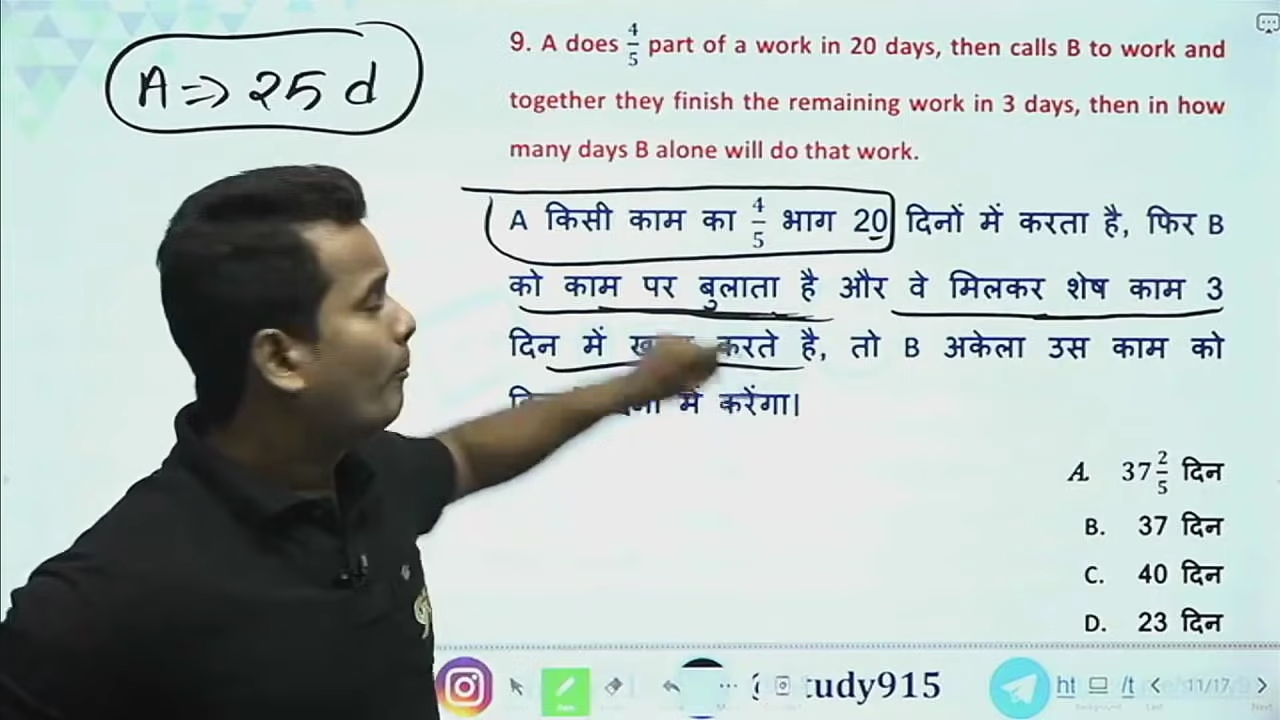 A ⇒ 25 d
9. A does 4/5 part of a work in 20 days, then calls B to work and
together they finish the remaining work in 3 days, then in how
many days B alone will do that work.
A किसी काम का 4/5 भाग 20 दिनों में करता है, फिर B
को काम पर बुलाता है और वे मिलकर शेष काम 3
दिन में करते है, तो B अकेला उस काम को
में करेंगा।
A. 37 2/5 दिन
B. 37 दिन
C. 40 दिन
D. 23 दिन
tudy915
ht /t 11/17